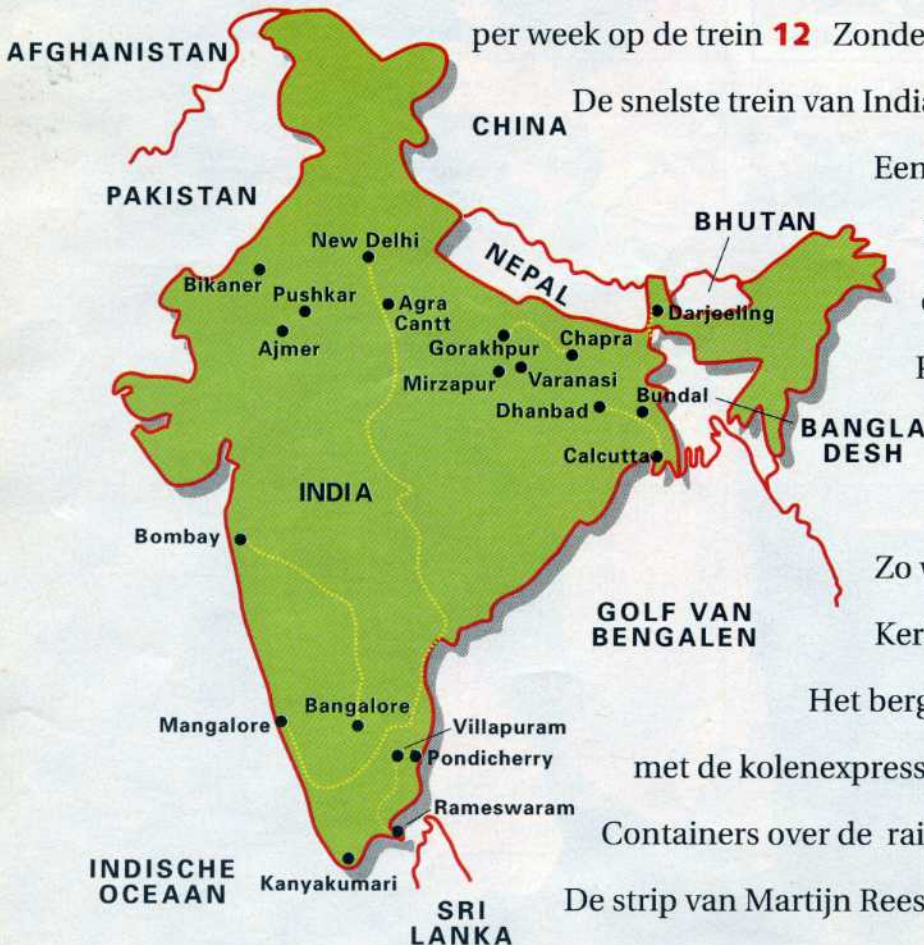 per week op de trein 12 Zonde
De snelste trein van India
Een
AFGHANISTAN
CHINA
PAKISTAN
BHUTAN
NEPAL
New Delhi
Bikaner
Pushkar
Agra
Cantt
Ajmer
Darjeeling
Gorakhpur
Chapra
Mirzapur
Varanasi
Dhanbad
Bundal
BANGLA
DESH
Calcutta
INDIA
Bombay
GOLF VAN
BENGALEN
Mangalore
Bangalore
Villapuram
Pondicherry
Rameswaram
Kanyakumari
INDISCHE
OCEAAN
SRI
LANKA
Zo
Ker
Het berg
met de kolenexpress
Containers over de rai
De strip van Martijn Rees